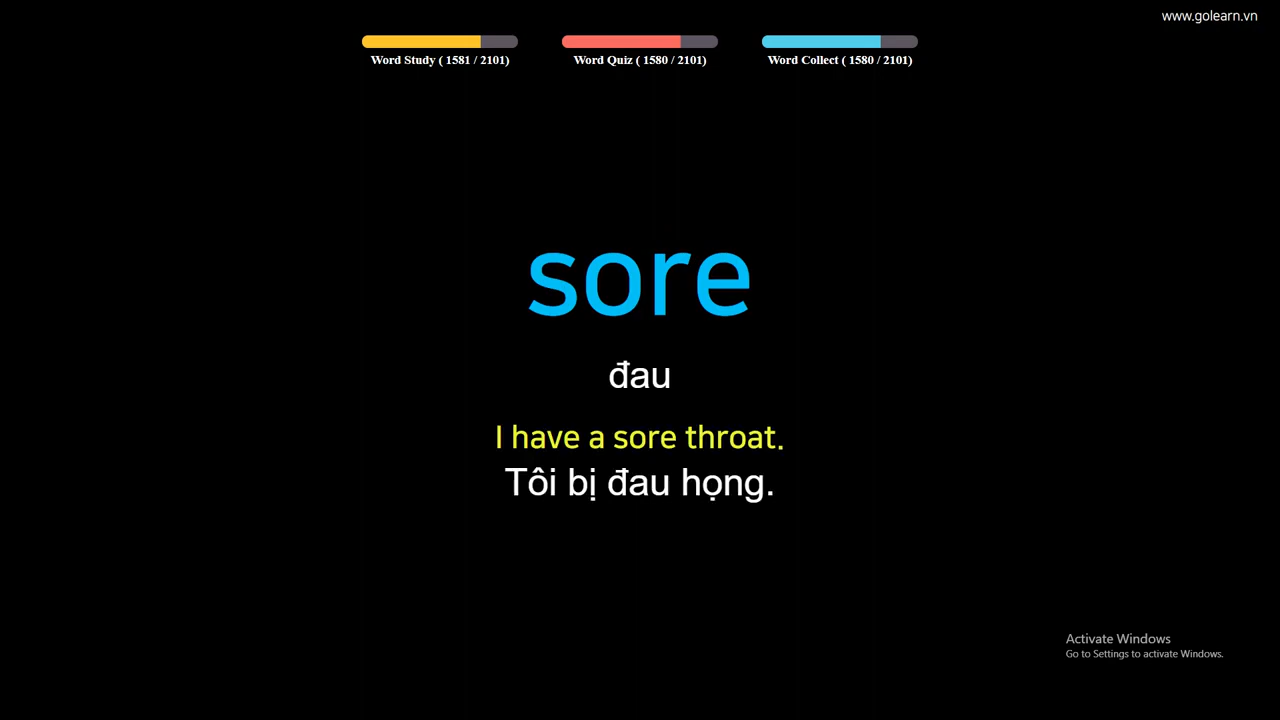 www.golearn.vn
Word Study ( 1581 / 2101) Word Quiz ( 1580 / 2101) Word Collect ( 1580 / 2101)
sore
đau
I have a sore throat.
Tôi bị đau họng.
Activate Windows
Go to Settings to activate Windows.